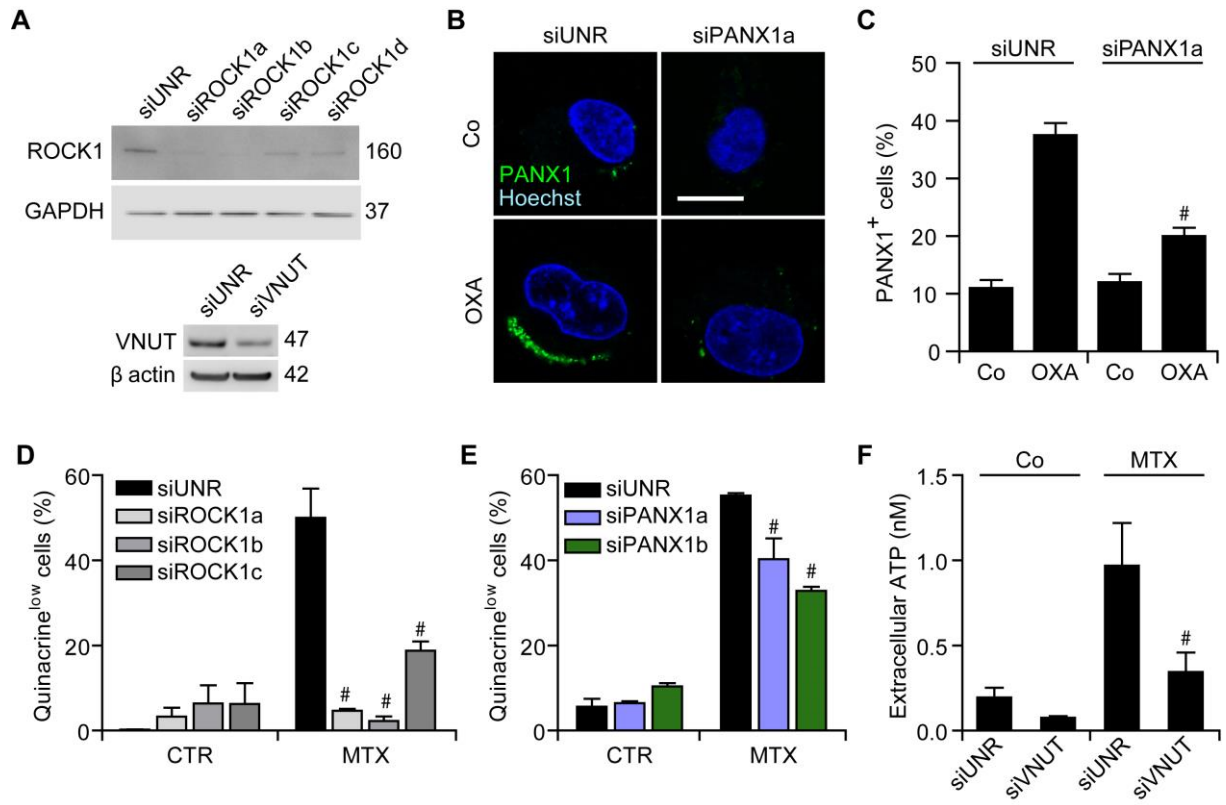 A
siUNR
siROCK1a
siROCK1b
siROCK1c
siROCK1d
ROCK1
160
GAPDH
37
siUNR
siVNUT
VNUT
47
β actin
42
B
siUNR
siPANX1a
Co
PANX1
Hoechst
OXA
C
siUNR
siPANX1a
PANX1+ cells (%)
50
40
30
20
10
0
#
Co
OXA
Co
OXA
D
Quinacrinelow cells (%)
60
40
20
0
siUNR
siROCK1a
siROCK1b
siROCK1c
#
#
#
CTR
MTX
E
Quinacrinelow cells (%)
60
40
20
0
siUNR
siPANX1a
siPANX1b
#
#
CTR
MTX
F
Co
MTX
Extracellular ATP (nM)
1.5
1.0
0.5
0.0
#
siUNR
siVNUT
siUNR
siVNUT